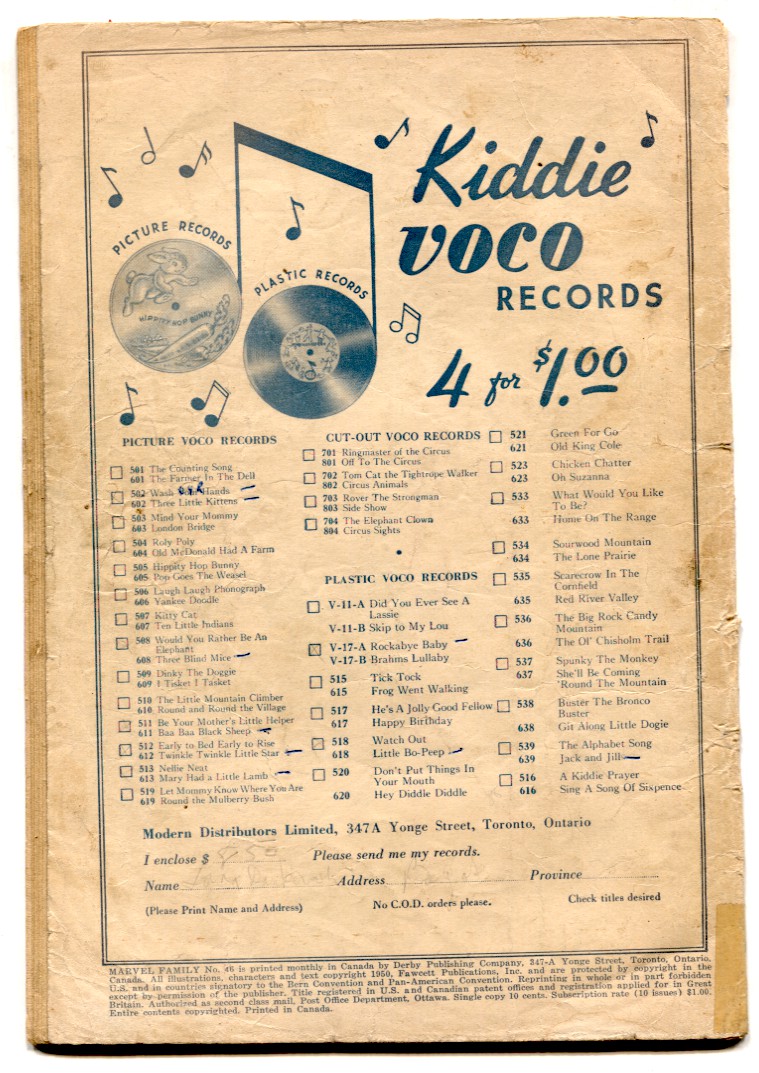 Kiddie
VOCO
RECORDS
4 for $1.00
PICTURE RECORDS
HIPPITY HOP BUNNY
PLASTIC RECORDS
PICTURE VOCO RECORDS
501 The Counting Song
601 The Farmer In The Dell
502 Wash Hands
602 Three Little Kittens
503 Mind Your Mommy
603 London Bridge
504 Roly Poly
604 Old McDonald Had A Farm
505 Hippity Hop Bunny
605 Pop Goes The Weasel
506 Laugh Laugh Phonograph
606 Yankee Doodle
507 Kitty Cat
607 Ten Little Indians
508 Would You Rather Be An
Elephant
608 Three Blind Mice
509 Dinky The Doggie
609 I Tisket I Tasket
510 The Little Mountain Climber
610 Round and Round the Village
511 Be Your Mother's Little Helper
611 Baa Baa Black Sheep
512 Early to Bed Early to Rise
612 Twinkle Twinkle Little Star
513 Nellie Neat
613 Mary Had a Little Lamb
519 Let Mommy Know Where You Are
619 Round the Mulberry Bush
CUT-OUT VOCO RECORDS
701 Ringmaster of the Circus
801 Off To The Circus
702 Tom Cat the Tightrope Walker
802 Circus Animals
703 Rover The Strongman
803 Side Show
704 The Elephant Clown
804 Circus Sights
PLASTIC VOCO RECORDS
V-11-A Did You Ever See A
Lassie
V-11-B Skip to My Lou
V-17-A Rockabye Baby
V-17-B Brahms Lullaby
515 Tick Tock
615 Frog Went Walking
517 He's A Jolly Good Fellow
617 Happy Birthday
518 Watch Out
618 Little Bo-Peep
520 Don't Put Things In
Your Mouth
620 Hey Diddle Diddle
521 Green For Go
621 Old King Cole
523 Chicken Chatter
623 Oh Suzanna
533 What Would You Like
To Be?
633 Home On The Range
534 Sourwood Mountain
634 The Lone Prairie
535 Scarecrow In The
Cornfield
635 Red River Valley
536 The Big Rock Candy
Mountain
636 The Ol' Chisholm Trail
537 Spunky The Monkey
637 She'll Be Coming
'Round The Mountain
538 Buster The Bronco
Buster
638 Git Along Little Dogie
539 The Alphabet Song
639 Jack and Jill
516 A Kiddie Prayer
616 Sing A Song Of Sixpence
Modern Distributors Limited, 347A Yonge Street, Toronto, Ontario
I enclose $ Please send me my records.
Name Address Province
(Please Print Name and Address) No C.O.D. orders please. Check titles desired
MARVEL FAMILY No. 46 is printed monthly in Canada by Derby Publishing Company, 347-A Yonge Street, Toronto, Ontario,
Canada. All illustrations, characters and text copyright 1950, Fawcett Publications, Inc. and are protected by copyright in the
U.S. and in countries signatory to the Bern Convention and Pan-American Convention. Reprinting in whole or in part forbidden
except by permission of the publisher. Title registered in U.S. and Canadian patent offices and registration applied for in Great
Britain. Authorized as second class mail, Post Office Department, Ottawa. Single copy 10 cents. Subscription rate (10 issues) $1.00.
Entire contents copyrighted. Printed in Canada.